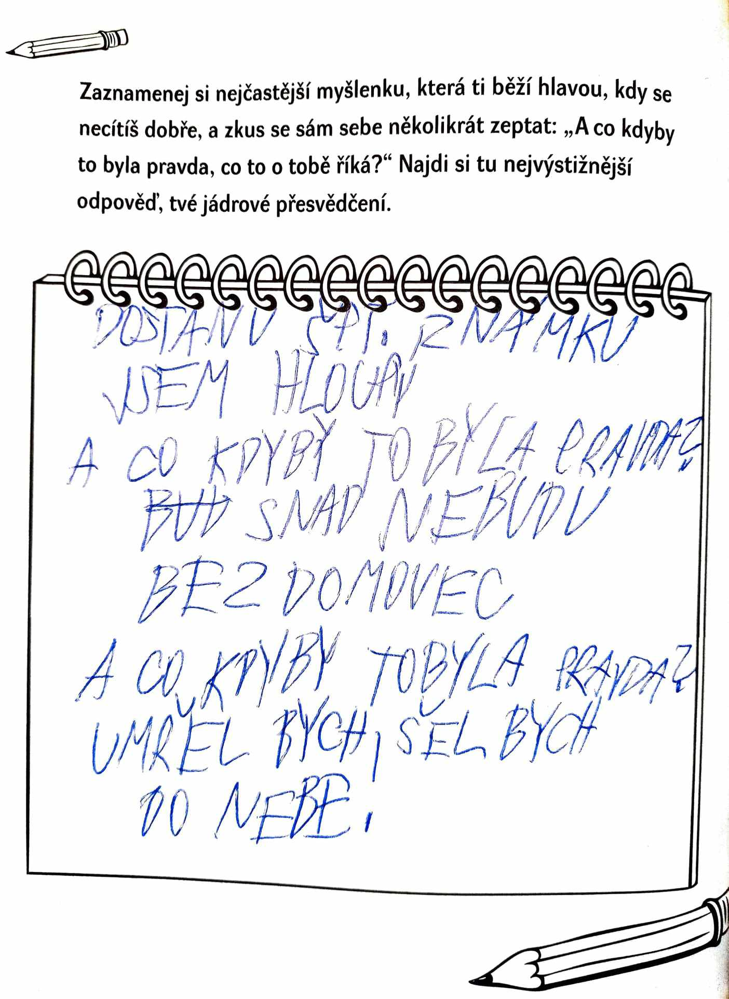 Zaznamenej si nejčastější myšlenku, která ti běží hlavou, kdy se
necítíš dobře, a zkus se sám sebe několikrát zeptat: „A co kdyby
to byla pravda, co to o tobě říká?“ Najdi si tu nejvýstižnější
odpověď, tvé jádrové přesvědčení.
DOSTANU ŠPT. ZNÁMKU
JSEM HLOUPÝ
A CO KDYBY TO BYLA PRAVDA?
BUD SNAD NEBUDU
BEZDOMOVEC
A CO KDYBY TO BYLA PRAVDA?
UMŘEL BYCH, ŠEL BYCH
DO NEBE.